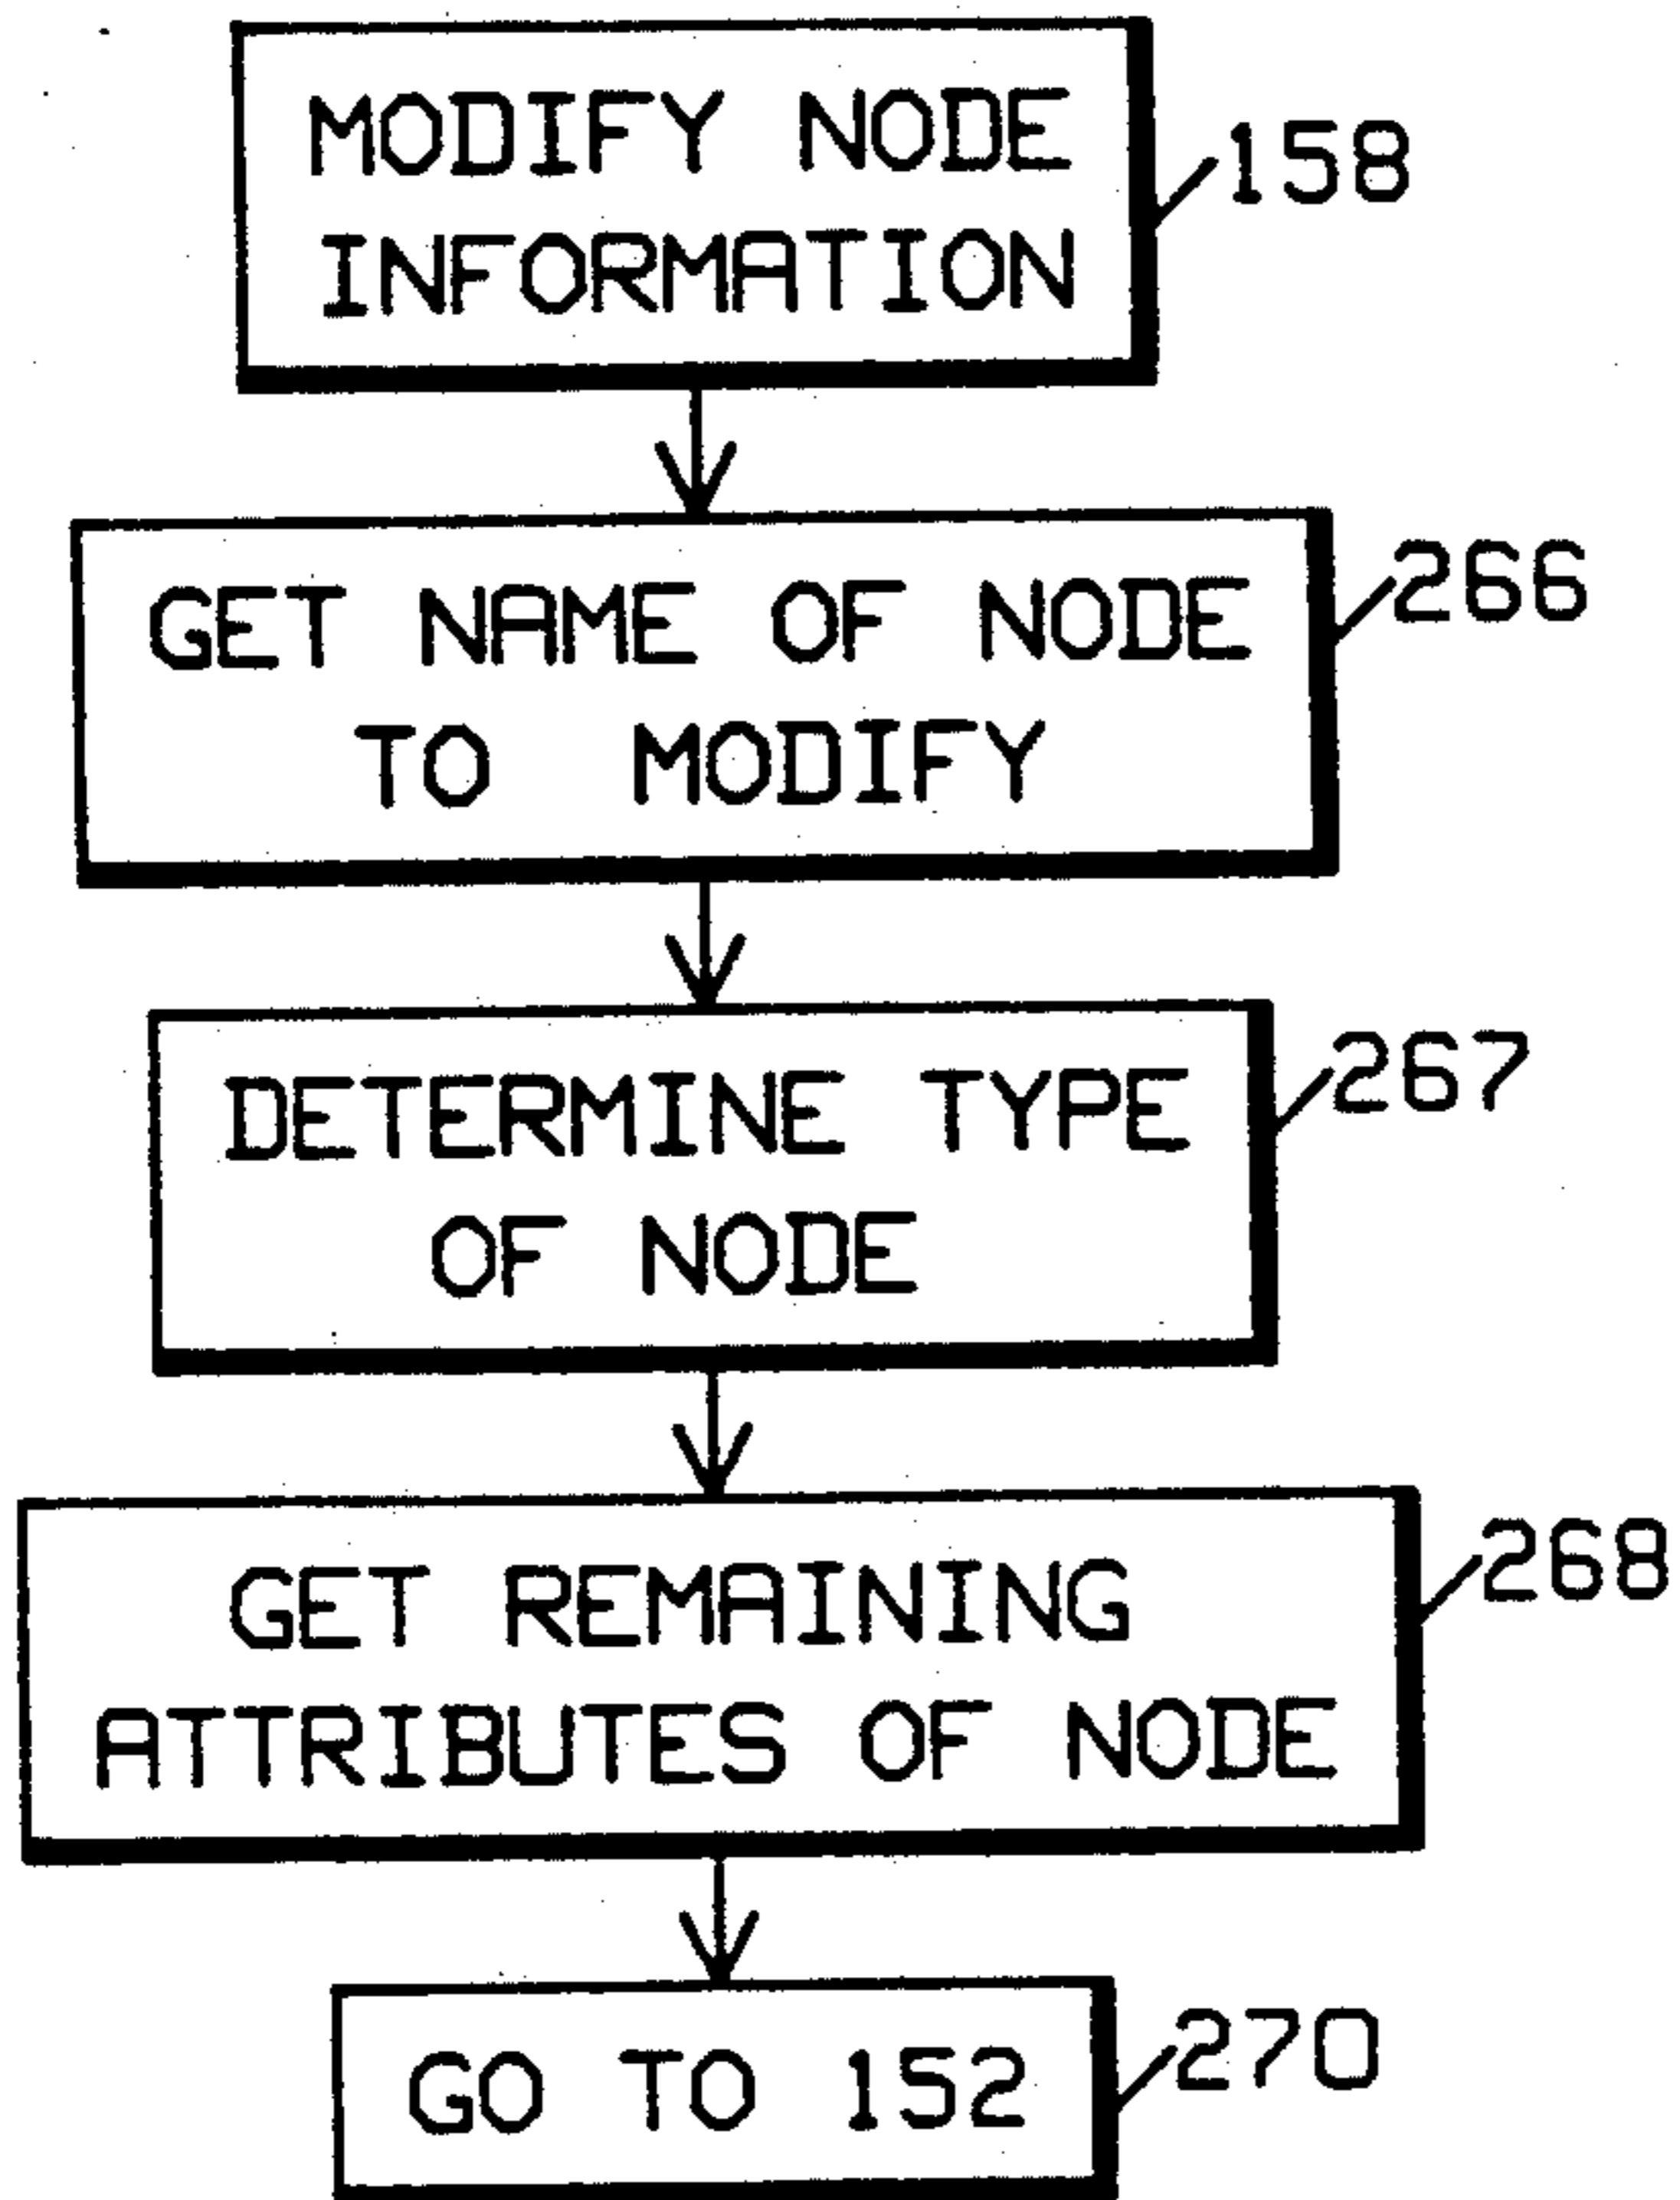 MODIFY NODE
INFORMATION
158
GET NAME OF NODE
TO MODIFY
266
DETERMINE TYPE
OF NODE
267
GET REMAINING
ATTRIBUTES OF NODE
268
GO TO 152
270